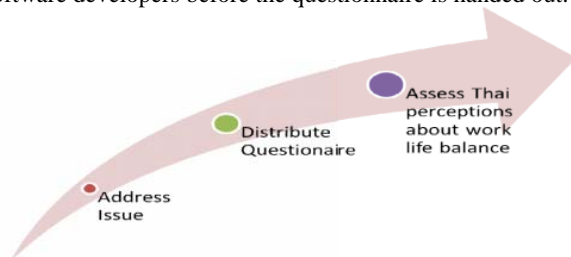 software developers before the questionnaire is handed out.
Assess Thai
perceptions
about work
life balance
Distribute
Questionaire
Address
Issue